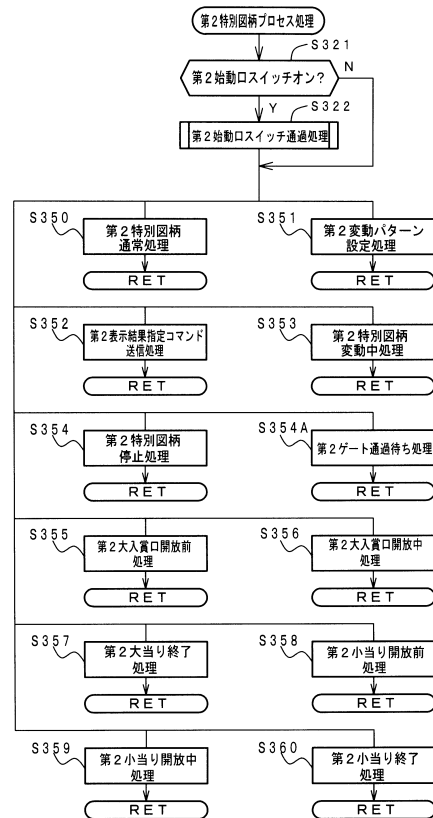 第2特別図柄プロセス処理
S321
第2始動口スイッチオン?
N
Y
S322
第2始動口スイッチ通過処理
S350
第2特別図柄
通常処理
RET
S351
第2変動パターン
設定処理
RET
S352
第2表示結果指定コマンド
送信処理
RET
S353
第2特別図柄
変動中処理
RET
S354
第2特別図柄
停止処理
RET
S354A
第2ゲート通過待ち処理
RET
S355
第2大入賞口開放前
処理
RET
S356
第2大入賞口開放中
処理
RET
S357
第2大当り終了
処理
RET
S358
第2小当り開放前
処理
RET
S359
第2小当り開放中
処理
RET
S360
第2小当り終了
処理
RET